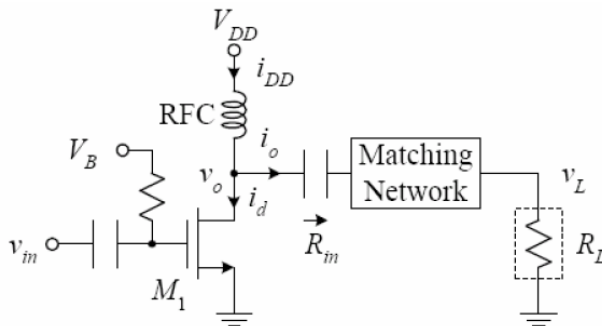 V_DD
i_DD
RFC
V_B
v_o
i_o
i_d
Matching
Network
v_L
v_in
R_in
R_L
M_1